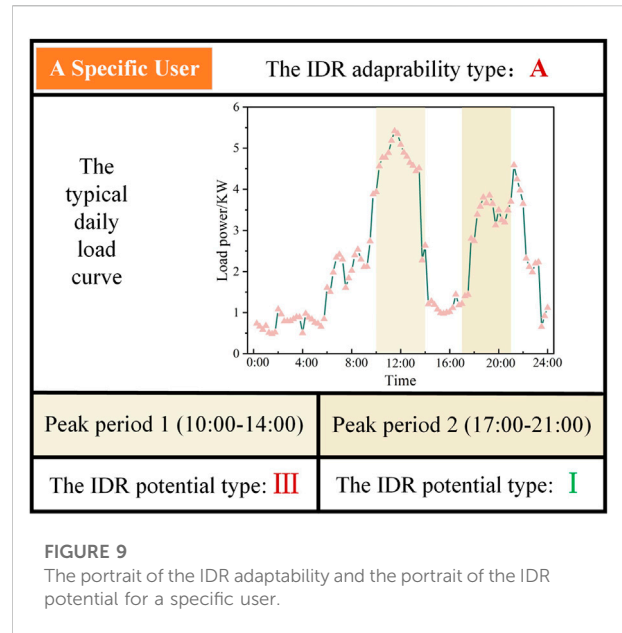 A Specific User
The IDR adaprability type: A
The
typical
daily
load
curve
Load power/KW
6
5
4
3
2
1
0
0:00 4:00 8:00 12:00 16:00 20:00 24:00
Time
Peak period 1 (10:00-14:00)
Peak period 2 (17:00-21:00)
The IDR potential type: III
The IDR potential type: I
FIGURE 9
The portrait of the IDR adaptability and the portrait of the IDR
potential for a specific user.